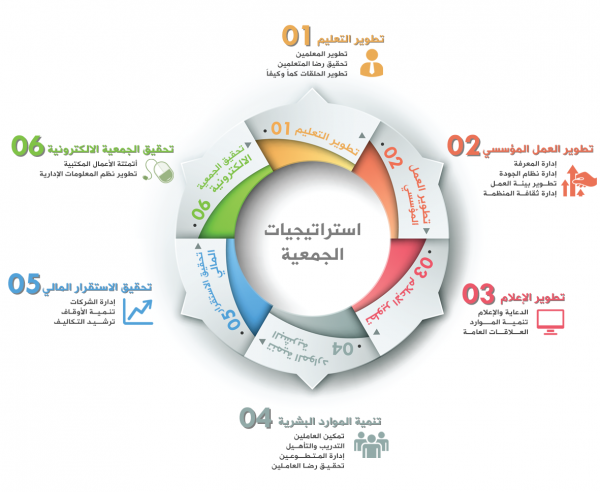 01 تطوير التعليم
تطوير المعلمين
تحقيق رضا المتعلمين
تطوير الحلقات كماً وكيفاً
02 تطوير العمل المؤسسي
إدارة المعرفة
إدارة نظام الجودة
تطوير بيئة العمل
إدارة ثقافة المنظمة
03 تطوير الإعلام
الدعاية والإعلام
تنمية الموارد
العلاقات العامة
04 تنمية الموارد البشرية
تمكين العاملين
التدريب والتأهيل
إدارة المتطوعين
تحقيق رضا العاملين
05 تحقيق الاستقرار المالي
إدارة الشركات
تنمية الأوقاف
ترشيد التكاليف
06 تحقيق الجمعية الالكترونية
أتمتئة الأعمال المكتبية
تطوير نظم المعلومات الإدارية
01 تطوير التعليم
02
تطوير العمل
المؤسسي
03 تطوير الإعلام
04
تنمية الموارد
البشرية
05
تحقيق الاستقرار
المالي
06
تحقيق الجمعية
الالكترونية
استراتيجيات
الجمعية